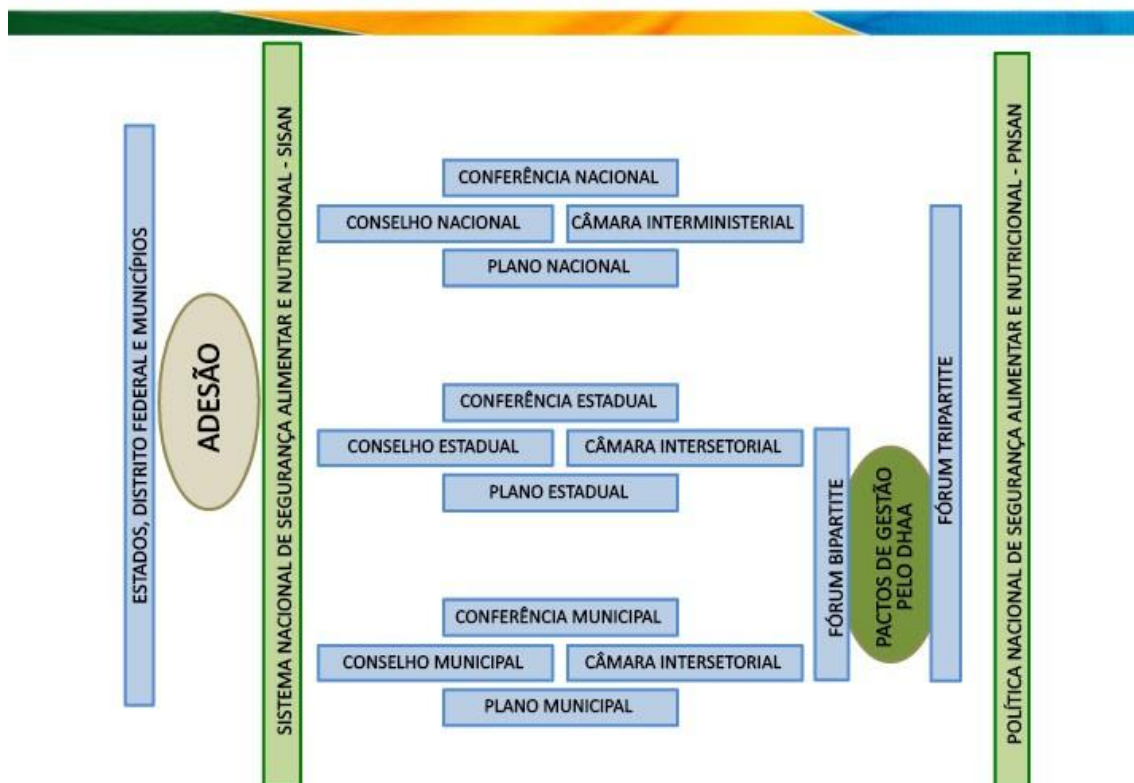 ESTADOS, DISTRITO FEDERAL E MUNICÍPIOS
ADESÃO
SISTEMA NACIONAL DE SEGURANÇA ALIMENTAR E NUTRICIONAL - SISAN
CONFERÊNCIA NACIONAL
CONSELHO NACIONAL
CÂMARA INTERMINISTERIAL
PLANO NACIONAL
CONFERÊNCIA ESTADUAL
CONSELHO ESTADUAL
CÂMARA INTERSETORIAL
PLANO ESTADUAL
CONFERÊNCIA MUNICIPAL
CONSELHO MUNICIPAL
CÂMARA INTERSETORIAL
PLANO MUNICIPAL
FÓRUM BIPARTITE
PACTOS DE GESTÃO
PELO DHAA
FÓRUM TRIPARTITE
POLÍTICA NACIONAL DE SEGURANÇA ALIMENTAR E NUTRICIONAL - PNSAN